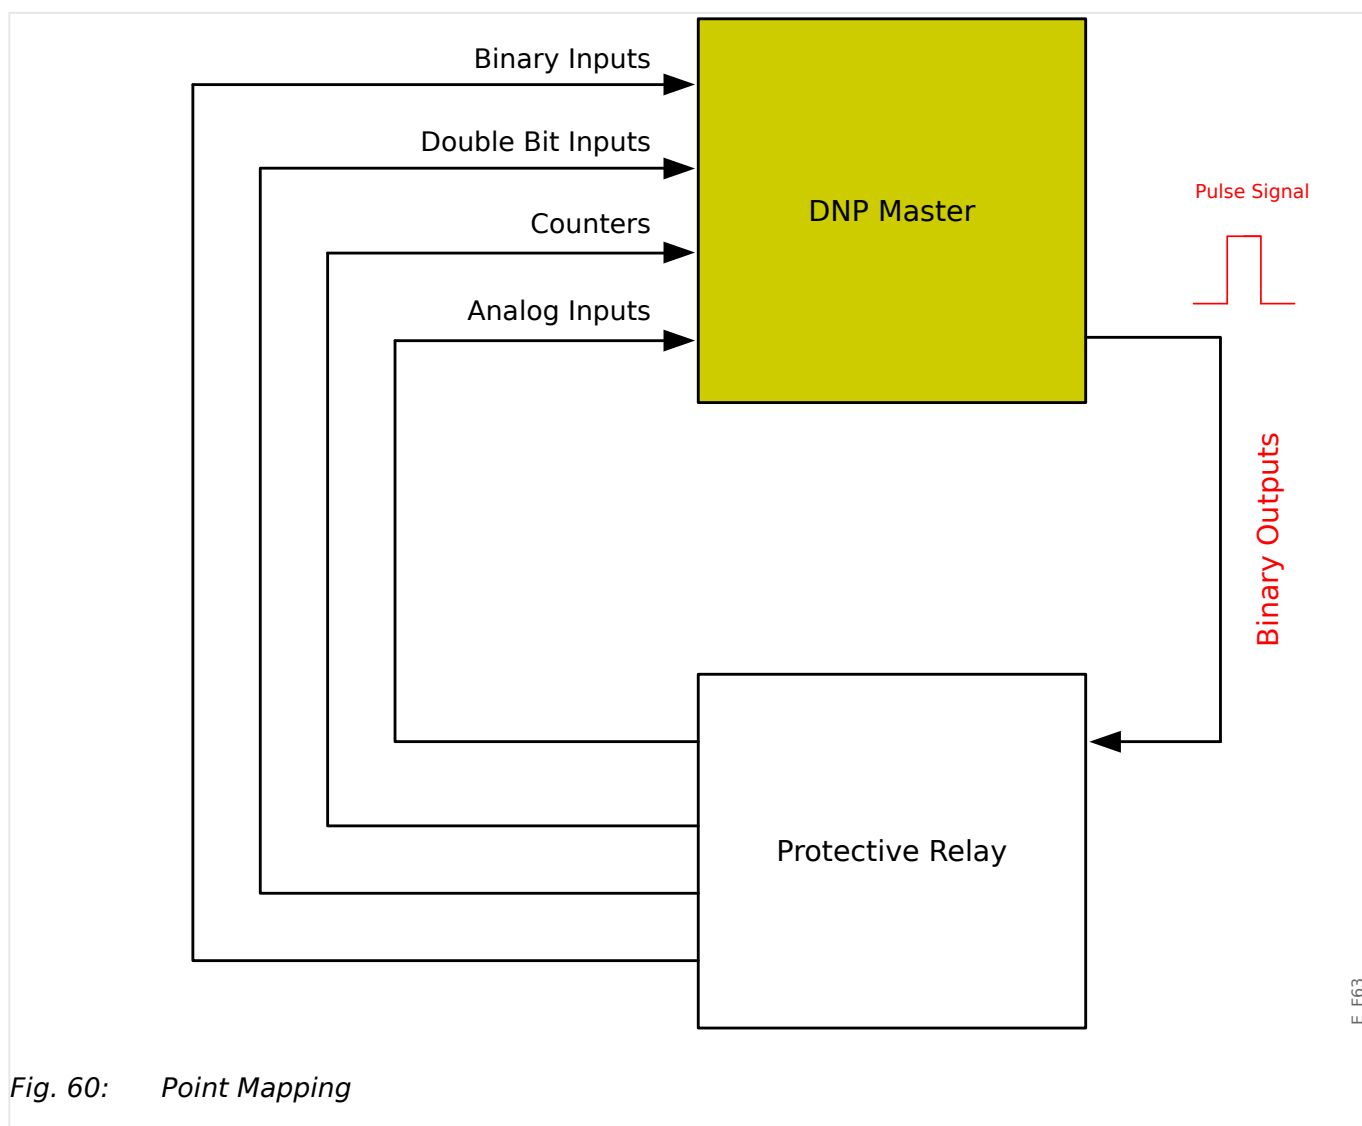 Binary Inputs
Double Bit Inputs
Counters
Analog Inputs
DNP Master
Pulse Signal
Binary Outputs
Protective Relay
Fig. 60: Point Mapping